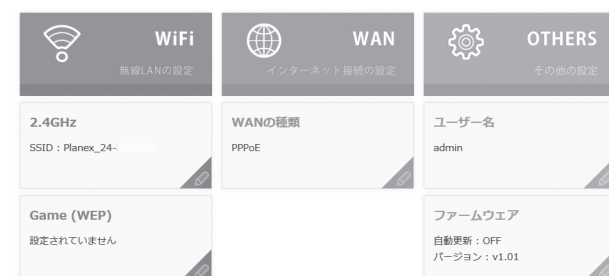 WiFi
無線LANの設定
WAN
インターネット接続の設定
OTHERS
その他の設定
2.4GHz
SSID : Planex_24-
WANの種類
PPPoE
ユーザー名
admin
Game (WEP)
設定されていません
ファームウエア
自動更新 : OFF
バージョン : v1.01